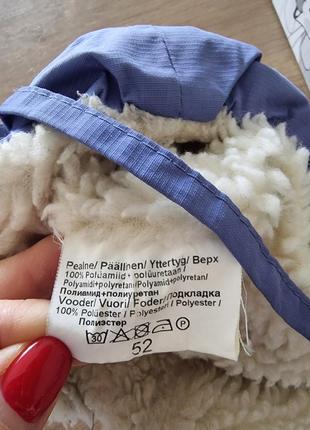 Pealne/ Päällinen/ Yttertyg/ Верх
100% Polüamiid + polüuretaan /
Polyamidi+polyuretaani/Polyamid+polyuretan/
Полиамид+полиуретан
Vooder/ Vuori/ Foder/ Подкладка
100% Polüester / Polyesteri / Polyester /
Полиэстер
30 P
52